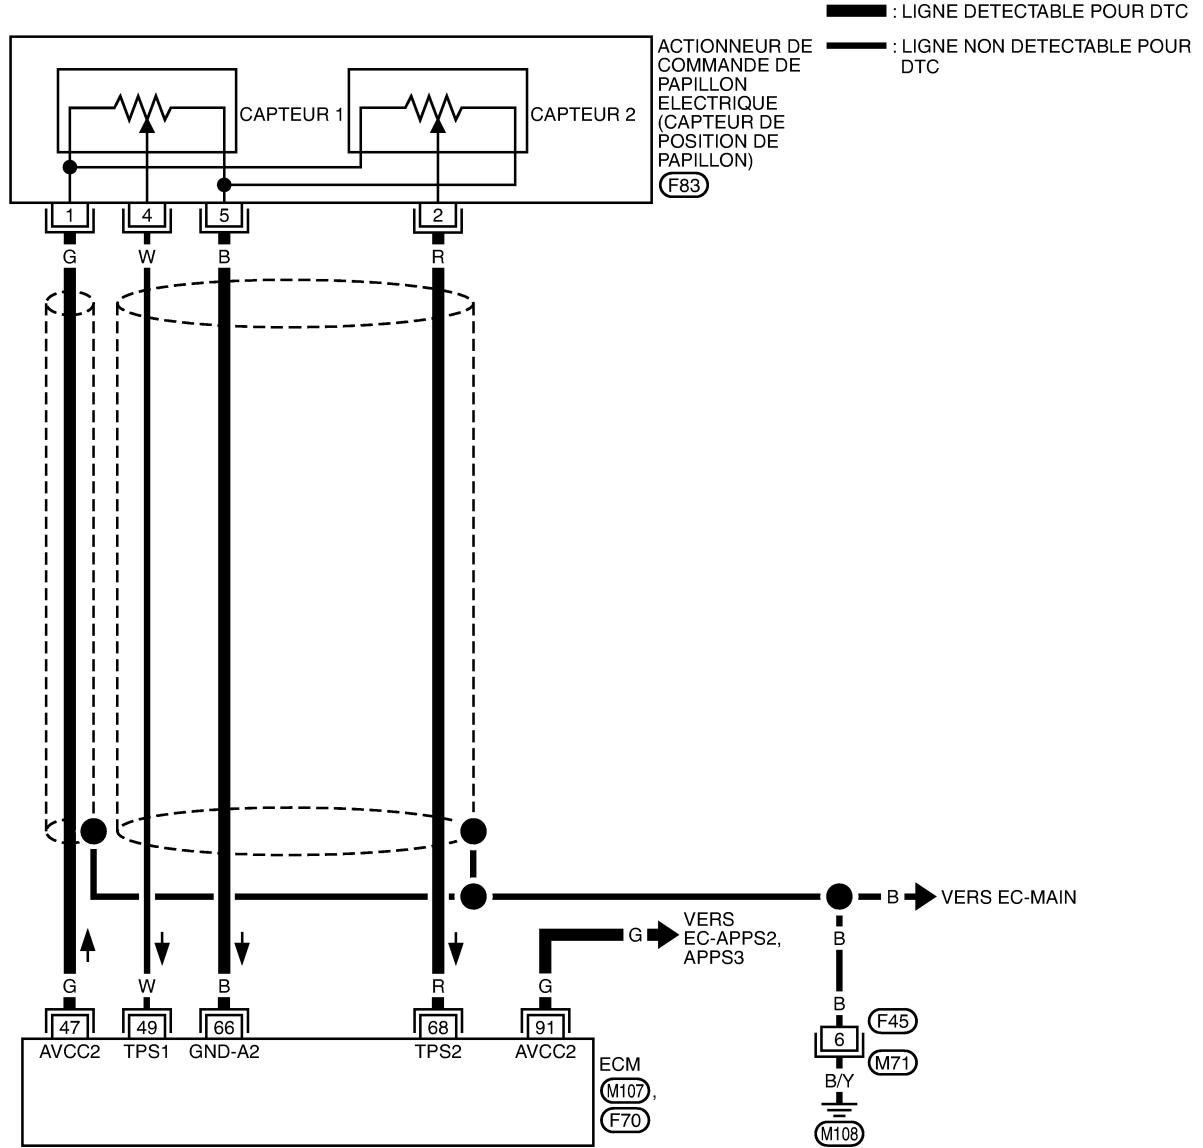 : LIGNE DETECTABLE POUR DTC
: LIGNE NON DETECTABLE POUR
DTC
ACTIONNEUR DE
COMMANDE DE
PAPILLON
ELECTRIQUE
(CAPTEUR DE
POSITION DE
PAPILLON)
F83
CAPTEUR 1
CAPTEUR 2
1 4 5 2
G W B R
B VERS EC-MAIN
VERS
EC-APPS2,
APPS3
G
B
G W B R G
B
47 49 66 68 91
AVCC2 TPS1 GND-A2 TPS2 AVCC2
F45
6
M71
ECM
M107 ,
F70
B/Y
M108